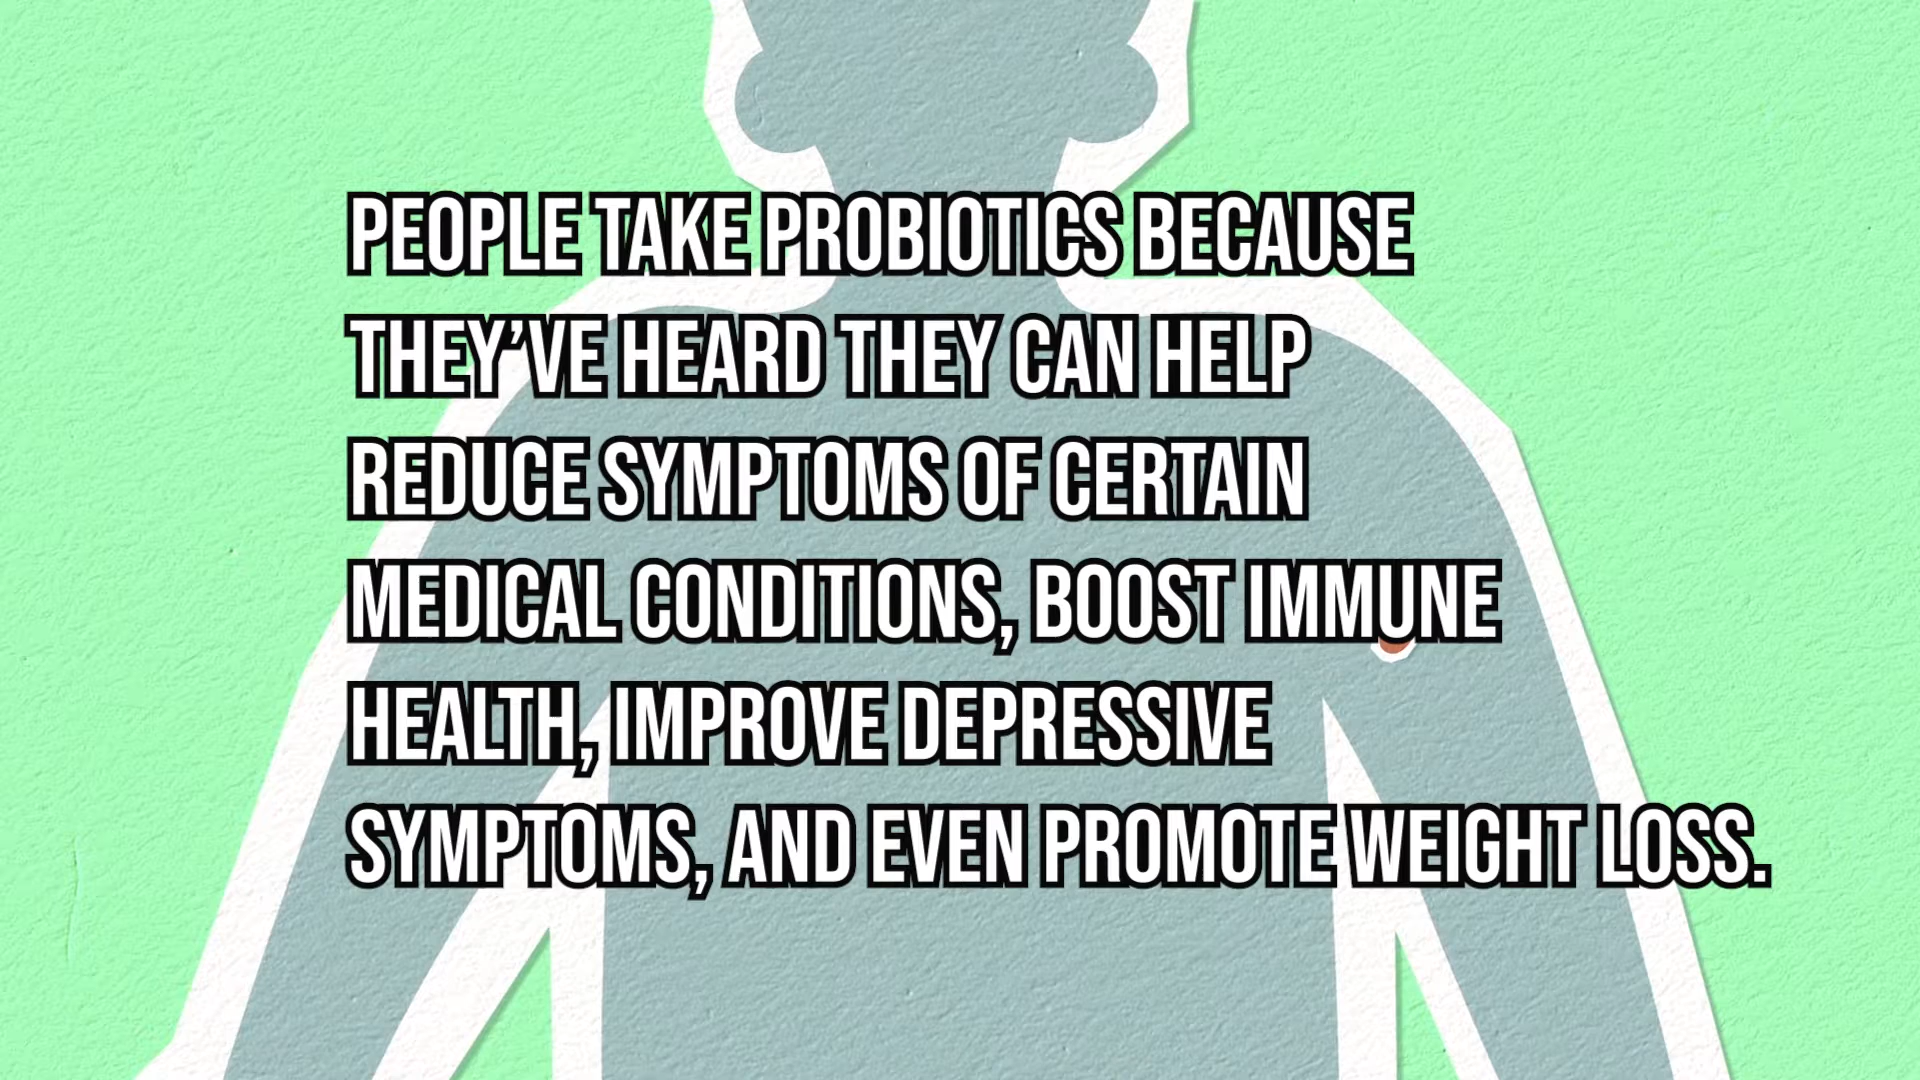 PEOPLE TAKE PROBIOTICS BECAUSE
THEY’VE HEARD THEY CAN HELP
REDUCE SYMPTOMS OF CERTAIN
MEDICAL CONDITIONS, BOOST IMMUNE
HEALTH, IMPROVE DEPRESSIVE
SYMPTOMS, AND EVEN PROMOTE WEIGHT LOSS.